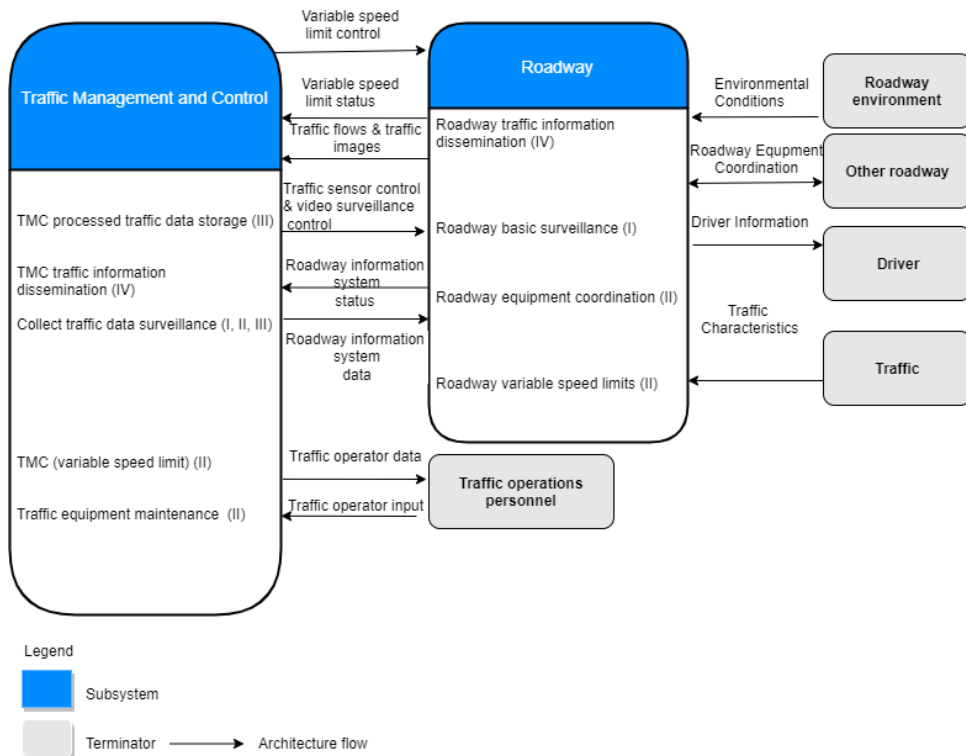 Variable speed
limit control
Traffic Management and Control
Roadway
Variable speed
limit status
Traffic flows & traffic
images
Traffic sensor control
& video surveillance
control
Roadway information
system
status
Roadway information
system
data
TMC processed traffic data storage (III)
TMC traffic information
dissemination (IV)
Collect traffic data surveillance (I, II, III)
TMC (variable speed limit) (II)
Traffic equipment maintenance (II)
Roadway traffic information
dissemination (IV)
Roadway basic surveillance (I)
Roadway equipment coordination (II)
Roadway variable speed limits (II)
Environmental
Conditions
Roadway
environment
Roadway Equpment
Coordination
Other roadway
Driver Information
Driver
Traffic
Characteristics
Traffic
Traffic operator data
Traffic operator input
Traffic operations
personnel
Legend
Subsystem
Terminator
Architecture flow